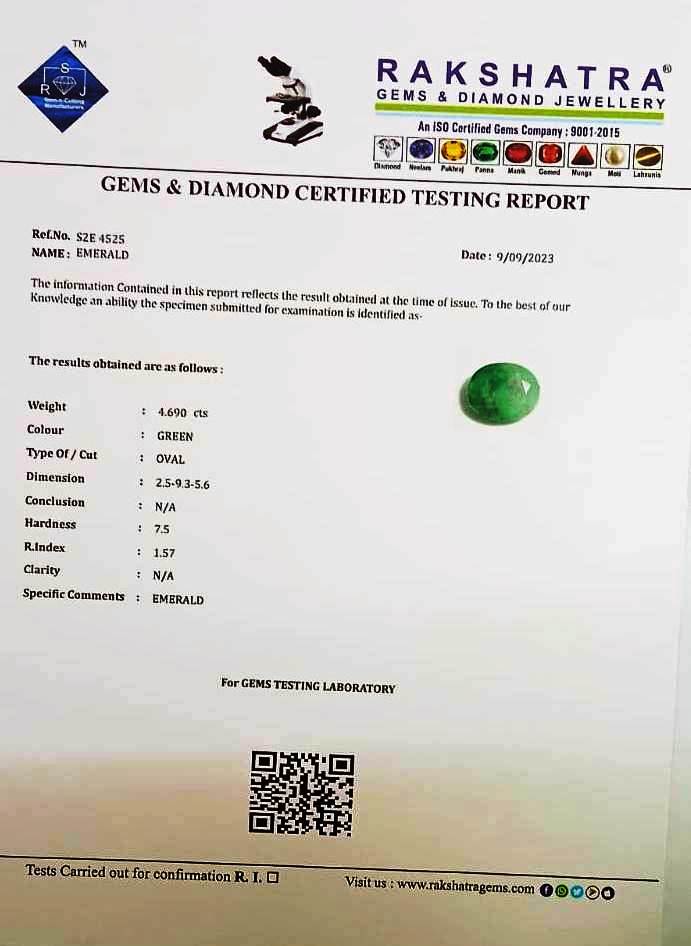 TM
S
R J
Gem-n-Cutting
Manufacturers
RAKSHATRA®
GEMS & DIAMOND JEWELLERY
An ISO Certified Gems Company : 9001-2015
Diamond Neelam Pukhraj Panna Manik Gomed Munga Moti Lahsunia
GEMS & DIAMOND CERTIFIED TESTING REPORT
Ref.No. S2E 4525
NAME : EMERALD
Date : 9/09/2023
The information Contained in this report reflects the result obtained at the time of issue. To the best of our
Knowledge an ability the specimen submitted for examination is identified as-
The results obtained are as follows :
Weight : 4.690 cts
Colour : GREEN
Type Of / Cut : OVAL
Dimension : 2.5-9.3-5.6
Conclusion : N/A
Hardness : 7.5
R.Index : 1.57
Clarity : N/A
Specific Comments : EMERALD
For GEMS TESTING LABORATORY
Tests Carried out for confirmation R. I. ☐
Visit us : www.rakshatragems.com